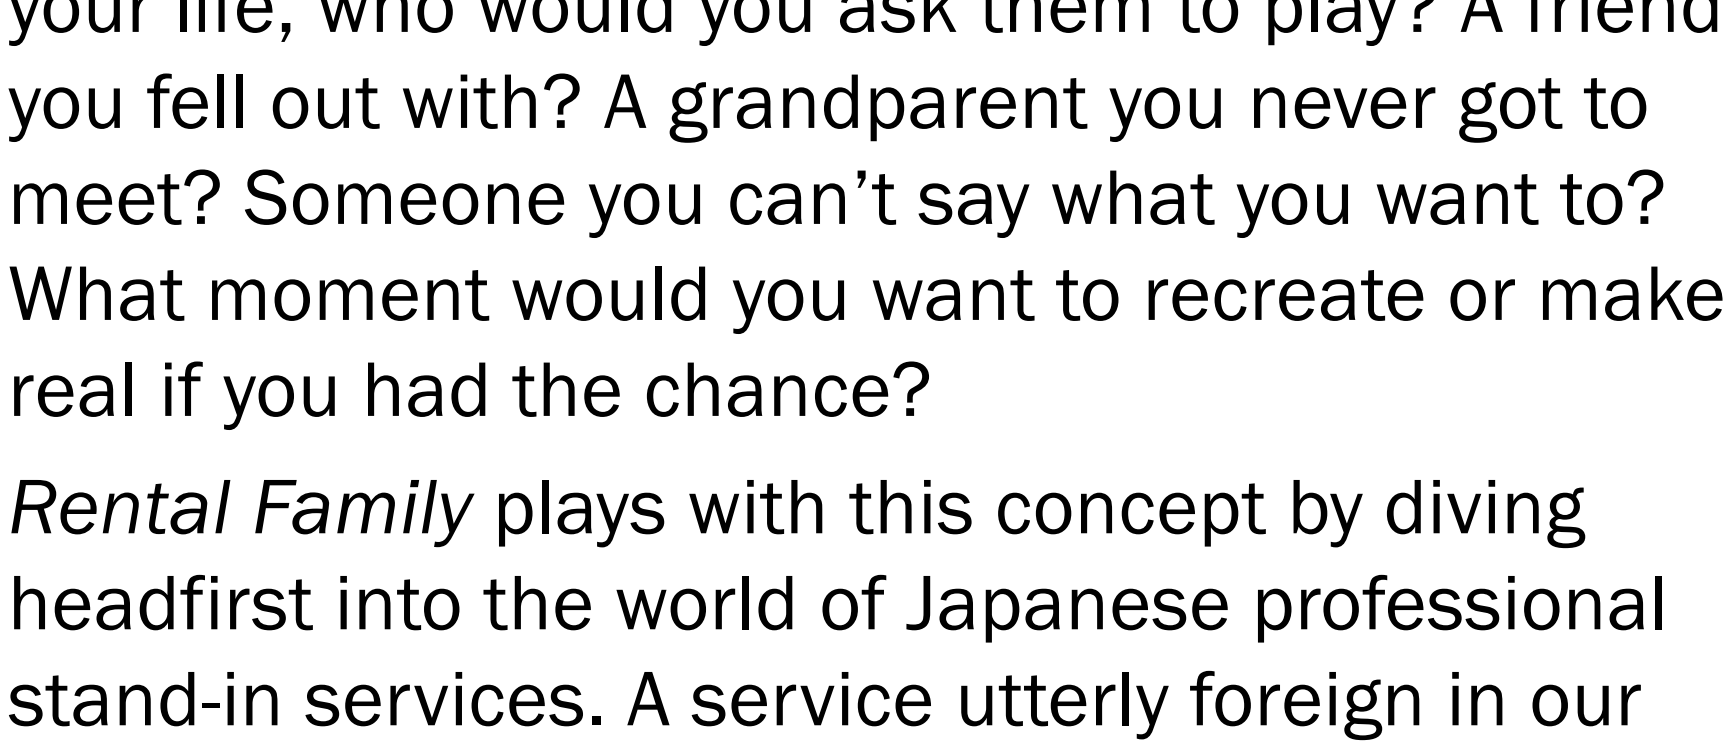 your life, who would you ask them to play? A friend
you fell out with? A grandparent you never got to
meet? Someone you can’t say what you want to?
What moment would you want to recreate or make
real if you had the chance?
Rental Family plays with this concept by diving
headfirst into the world of Japanese professional
stand-in services. A service utterly foreign in our